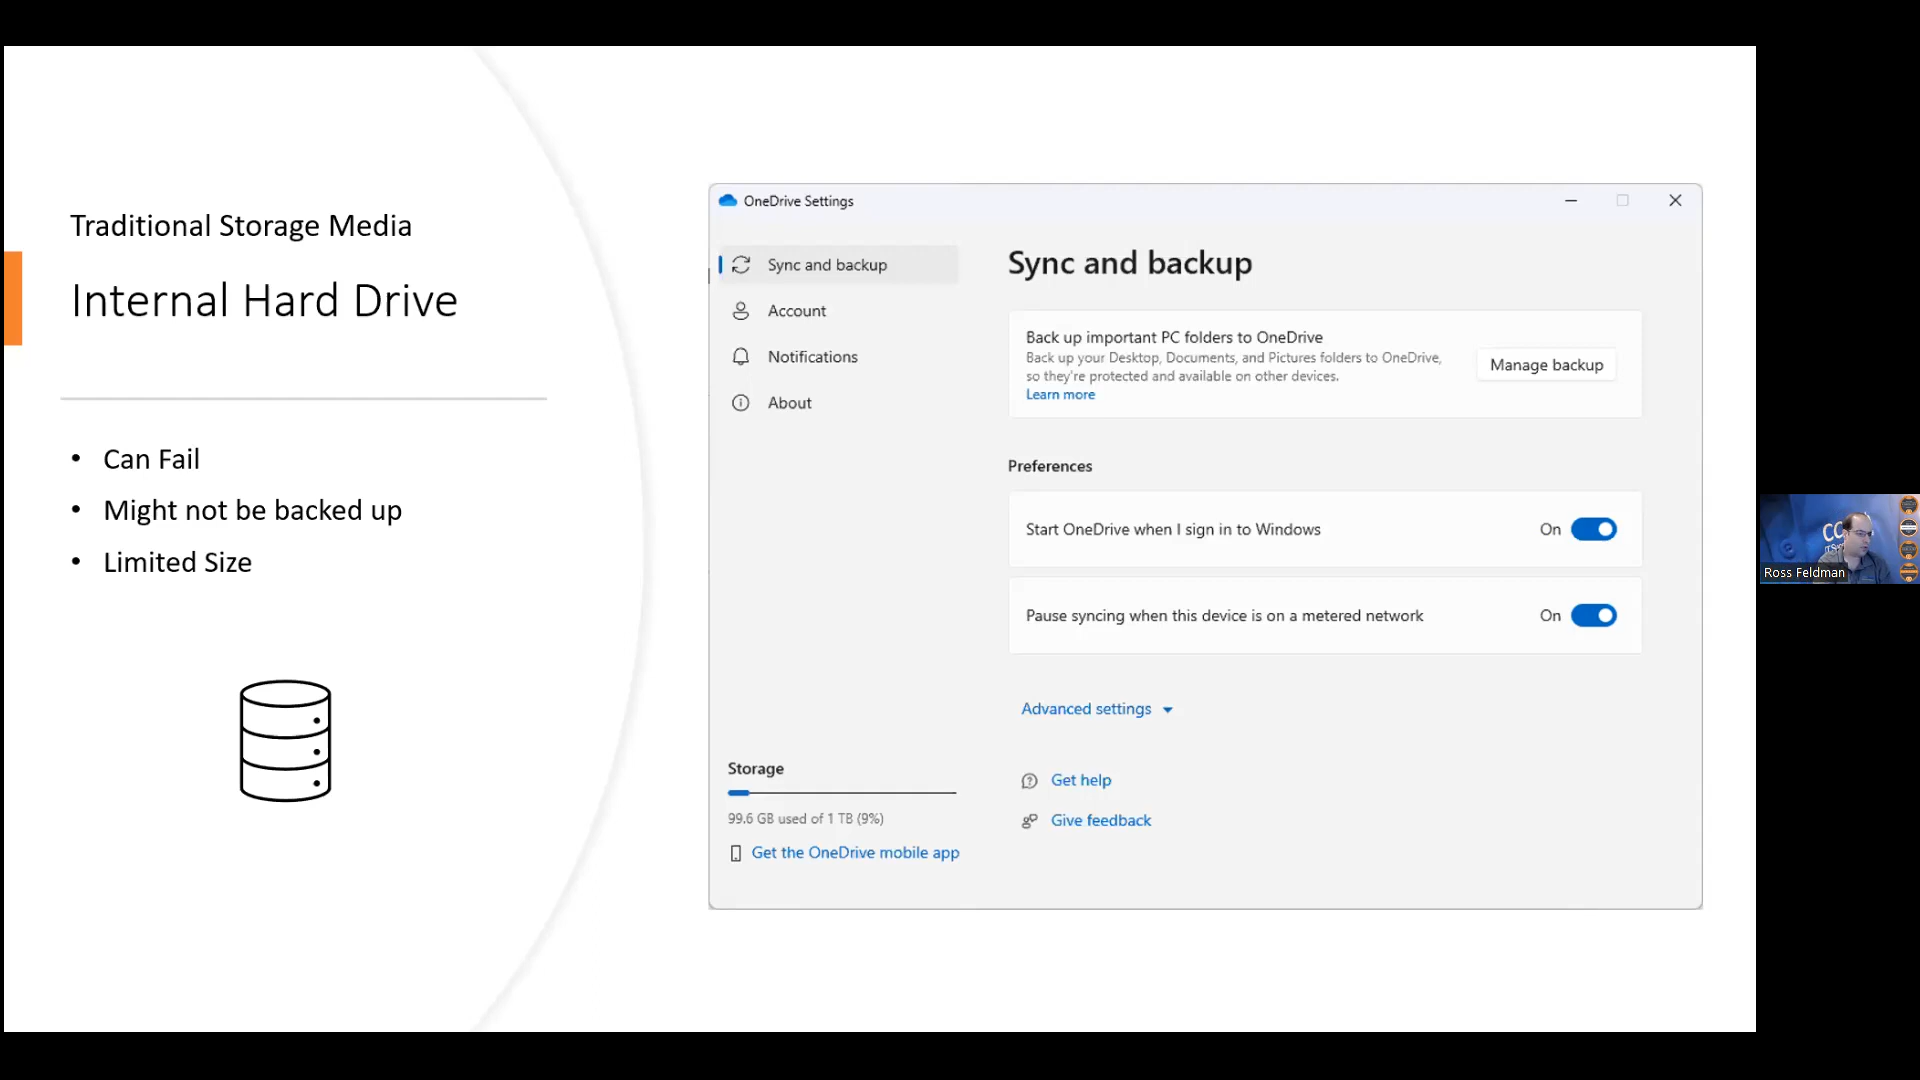 Traditional Storage Media
Internal Hard Drive
• Can Fail
• Might not be backed up
• Limited Size
OneDrive Settings
Sync and backup
Account
Notifications
About
Storage
99.6 GB used of 1 TB (9%)
Get the OneDrive mobile app
Sync and backup
Back up important PC folders to OneDrive
Back up your Desktop, Documents, and Pictures folders to OneDrive,
so they're protected and available on other devices.
Learn more
Manage backup
Preferences
Start OneDrive when I sign in to Windows
On
Pause syncing when this device is on a metered network
On
Advanced settings
Get help
Give feedback
Ross Feldman